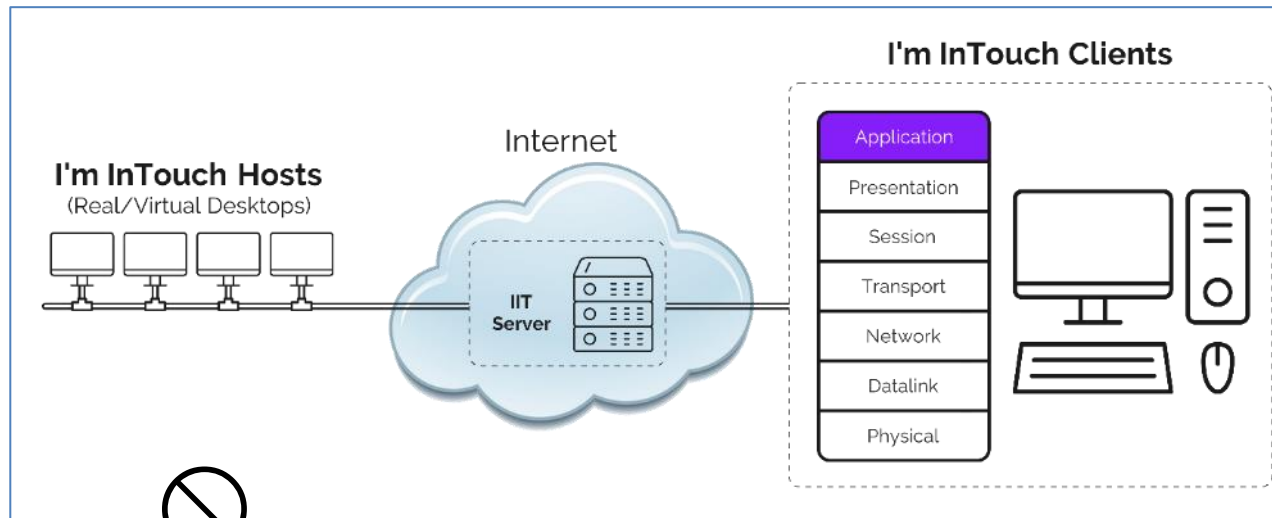 I'm InTouch Hosts
(Real/Virtual Desktops)
Internet
IIT
Server
I'm InTouch Clients
Application
Presentation
Session
Transport
Network
Datalink
Physical